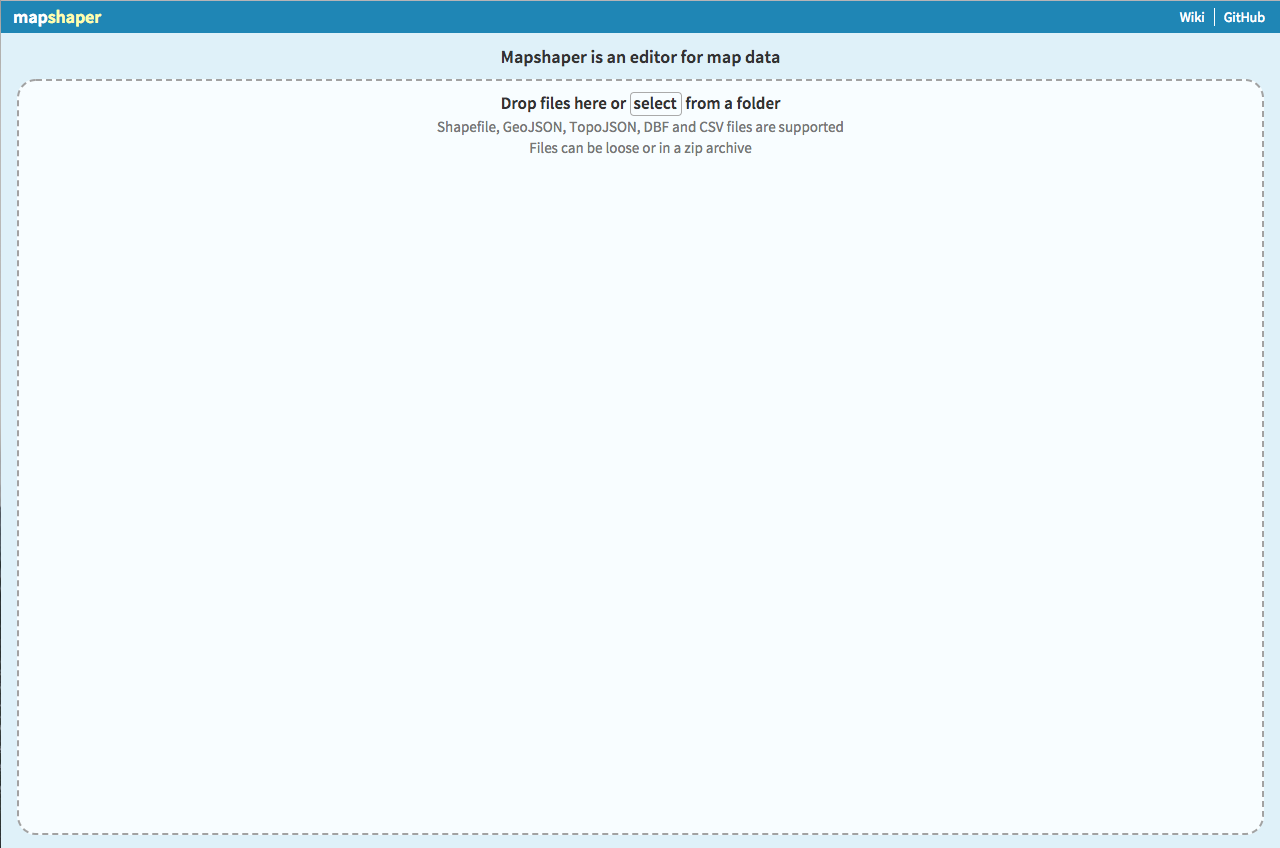 mapshaper
Wiki
GitHub
Mapshaper is an editor for map data
Drop files here or select from a folder
Shapefile, GeoJSON, TopoJSON, DBF and CSV files are supported
Files can be loose or in a zip archive